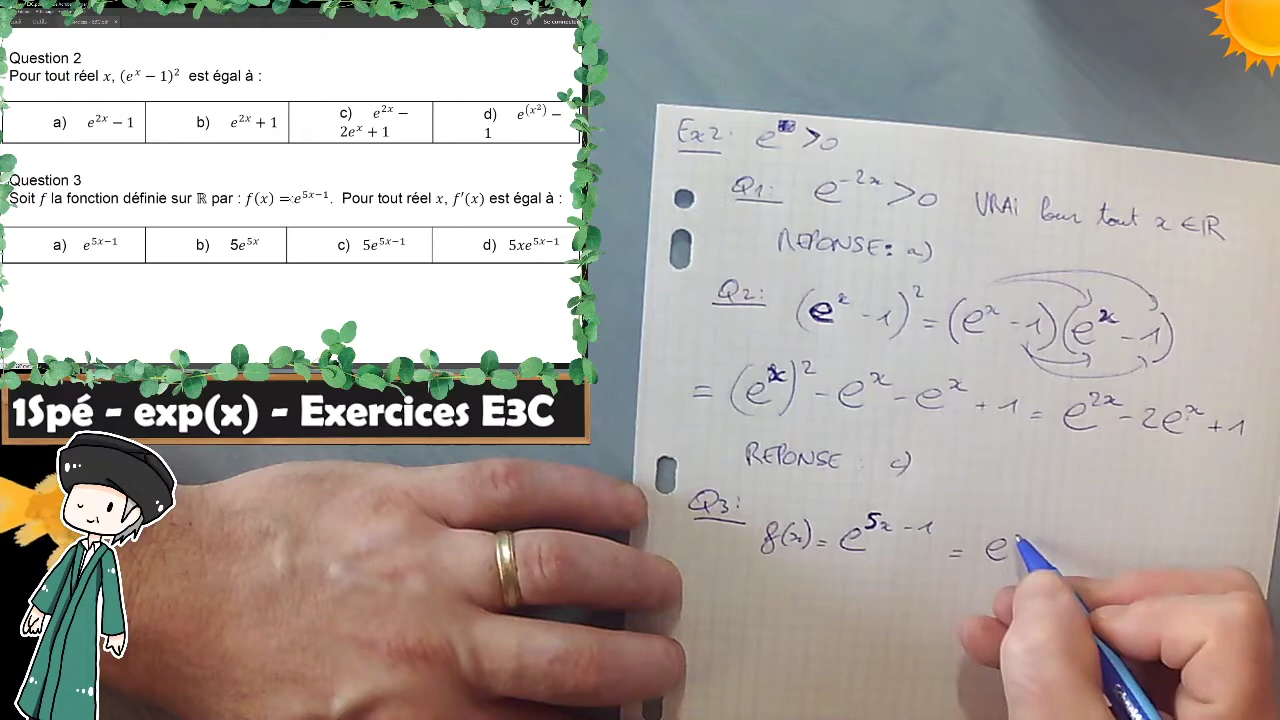 Question 2
Pour tout réel x, (e^x − 1)^2 est égal à :
a) e^{2x} − 1
b) e^{2x} + 1
c) e^{2x} − 2e^x + 1
d) e^{(x^2)} − 1
Question 3
Soit f la fonction définie sur ℝ par : f(x) = e^{5x−1}. Pour tout réel x, f′(x) est égal à :
a) e^{5x−1}
b) 5e^{5x}
c) 5e^{5x−1}
d) 5xe^{5x−1}
1Spé - exp(x) - Exercices E3C
Ex2: e > 0
Q1: e^{-2x} > 0 VRAI pour tout x ∈ ℝ
REPONSE: a)
Q2: (e^x - 1)^2 = (e^x - 1)(e^x - 1)
= (e^x)^2 - e^x - e^x + 1 = e^{2x} - 2e^x + 1
REPONSE : c)
Q3:
f(x) = e^{5x - 1} = e